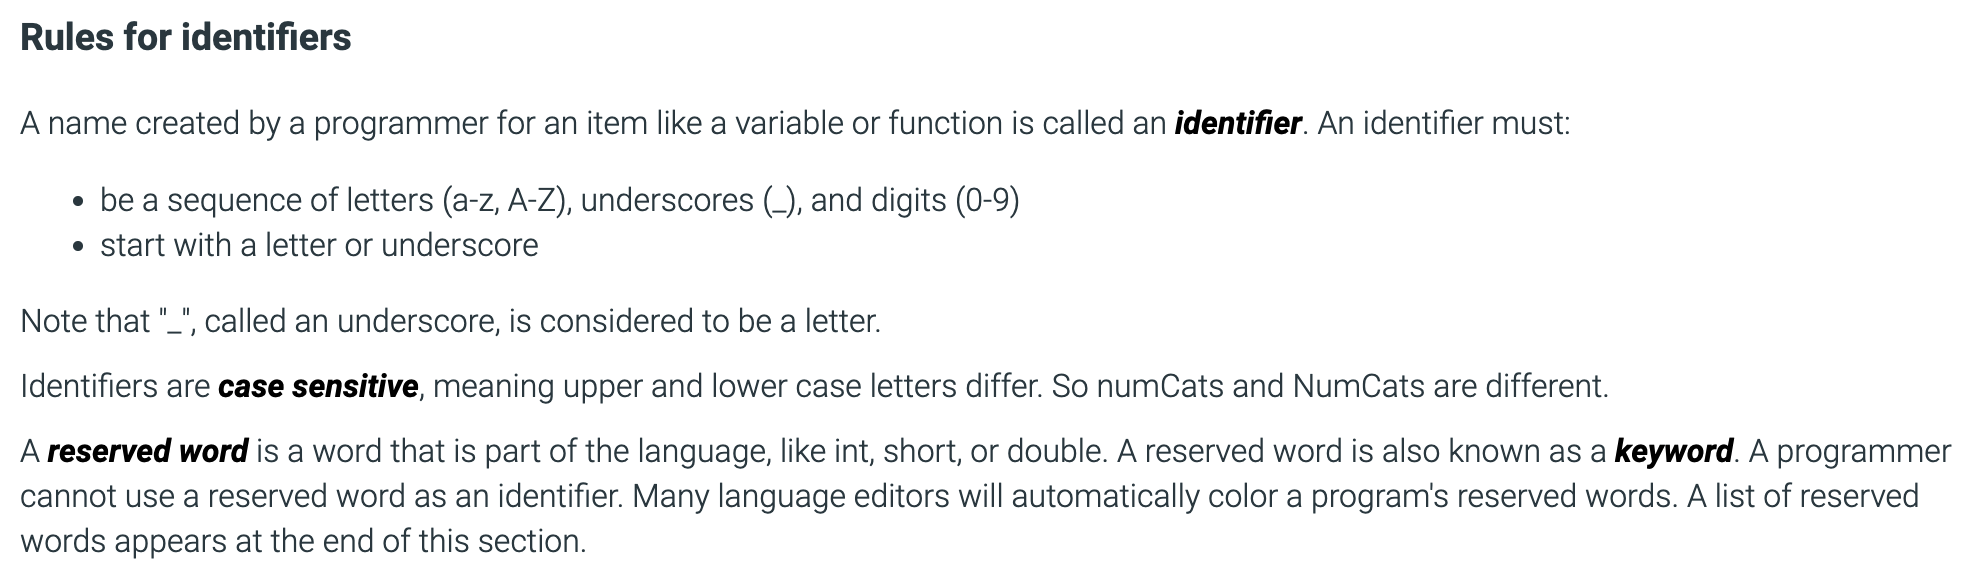 Rules for identifiers
A name created by a programmer for an item like a variable or function is called an identifier. An identifier must:
• be a sequence of letters (a-z, A-Z), underscores (_), and digits (0-9)
• start with a letter or underscore
Note that "_", called an underscore, is considered to be a letter.
Identifiers are case sensitive, meaning upper and lower case letters differ. So numCats and NumCats are different.
A reserved word is a word that is part of the language, like int, short, or double. A reserved word is also known as a keyword. A programmer
cannot use a reserved word as an identifier. Many language editors will automatically color a program's reserved words. A list of reserved
words appears at the end of this section.